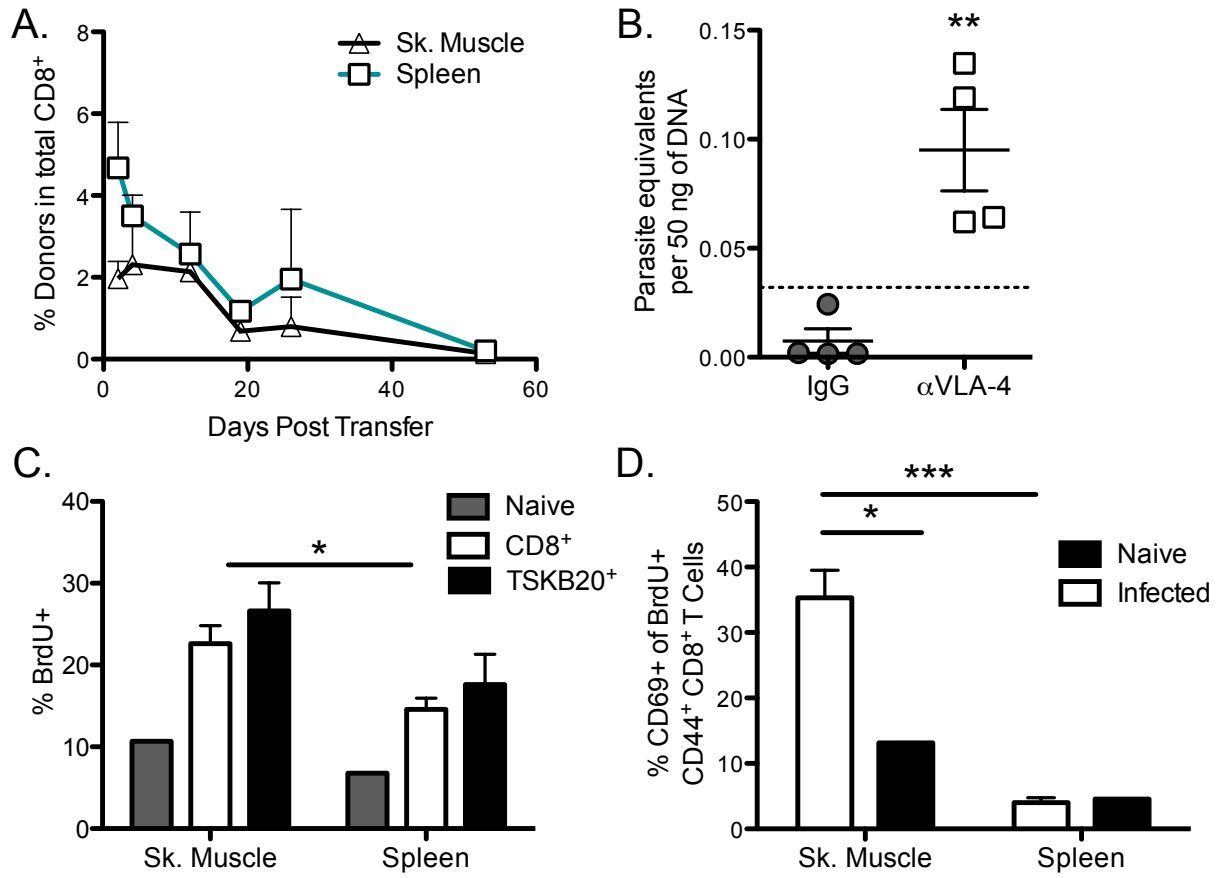 A.
% Donors in total CD8⁺
8
6
4
2
0
0
20
40
60
Days Post Transfer
Sk. Muscle
Spleen
B.
**
Parasite equivalents
per 50 ng of DNA
0.15
0.10
0.05
0.00
IgG
αVLA-4
C.
% BrdU+
40
30
20
10
0
*
Naive
CD8⁺
TSKB20⁺
Sk. Muscle
Spleen
D.
% CD69+ of BrdU+
CD44⁺ CD8⁺ T Cells
50
40
30
20
10
0
***
*
Naive
Infected
Sk. Muscle
Spleen